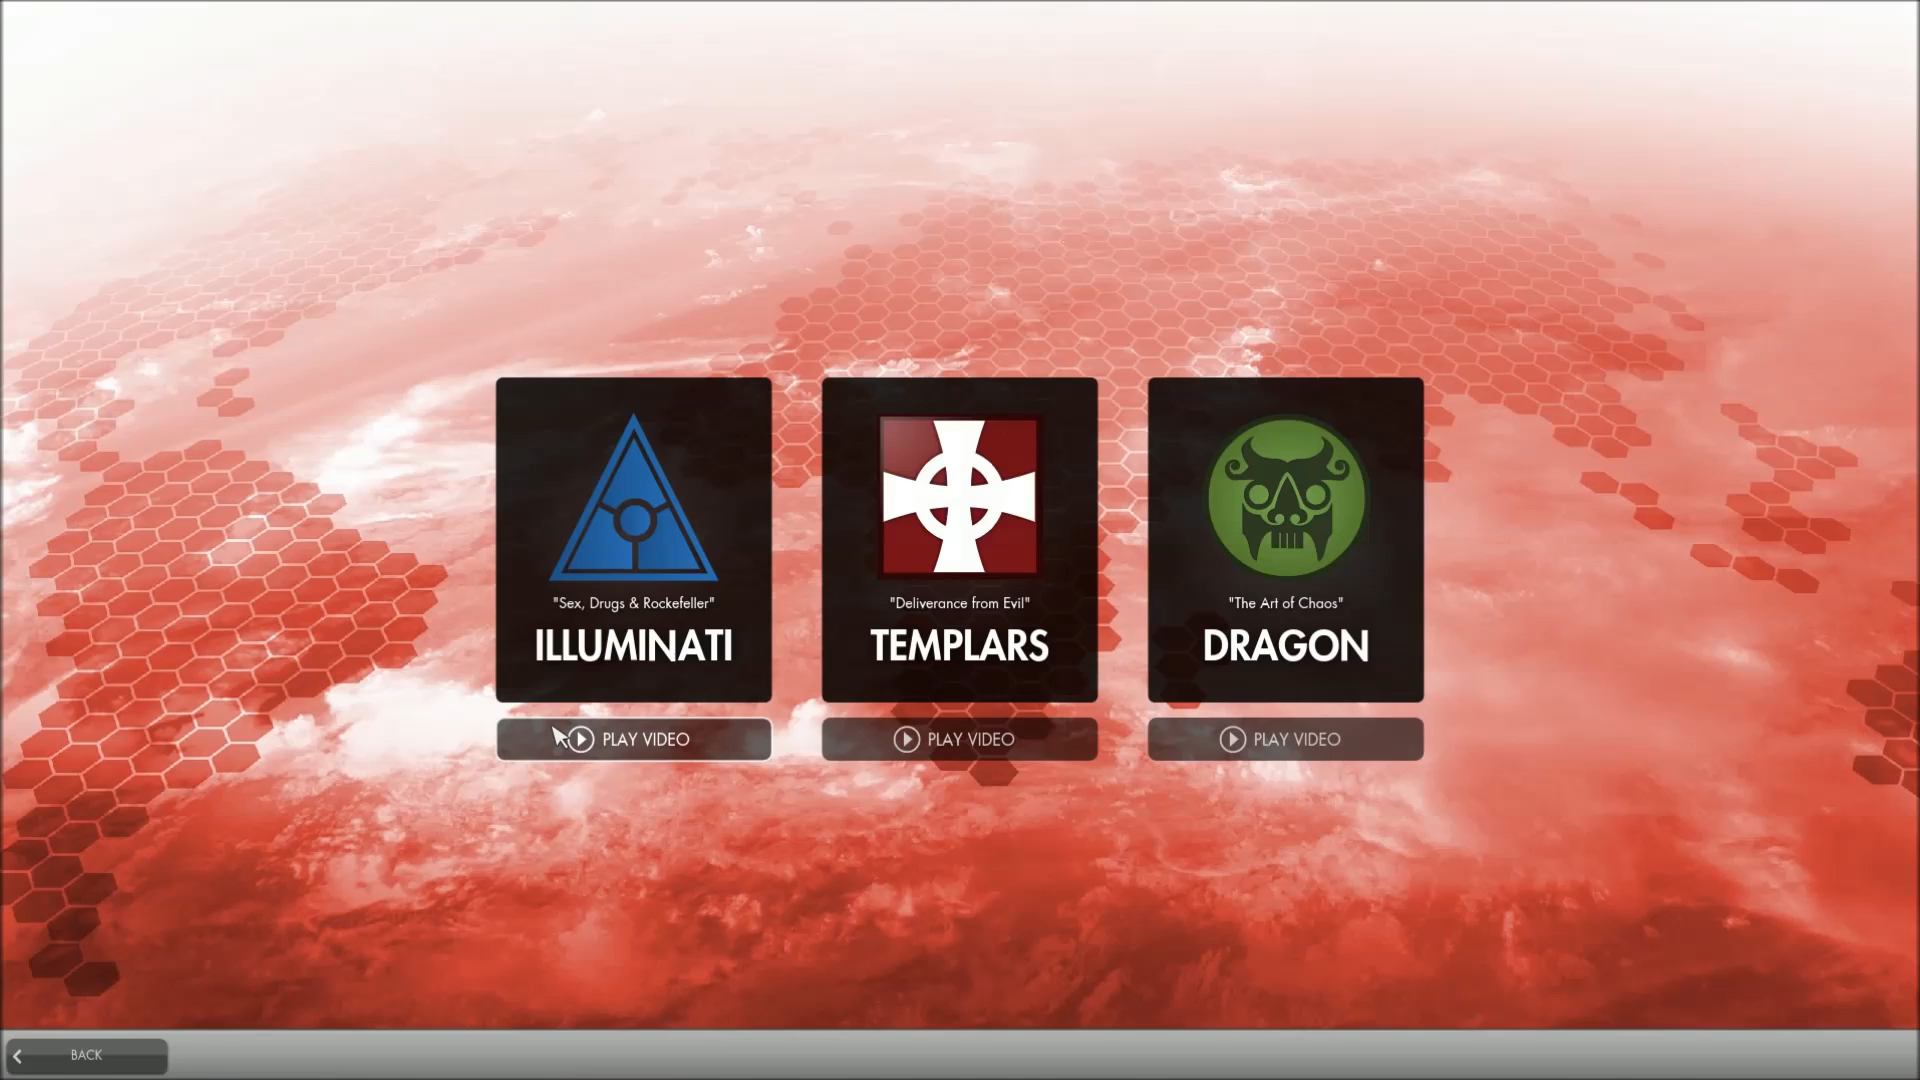 "Sex, Drugs & Rockefeller"
ILLUMINATI
PLAY VIDEO
"Deliverance from Evil"
TEMPLARS
PLAY VIDEO
"The Art of Chaos"
DRAGON
PLAY VIDEO
BACK